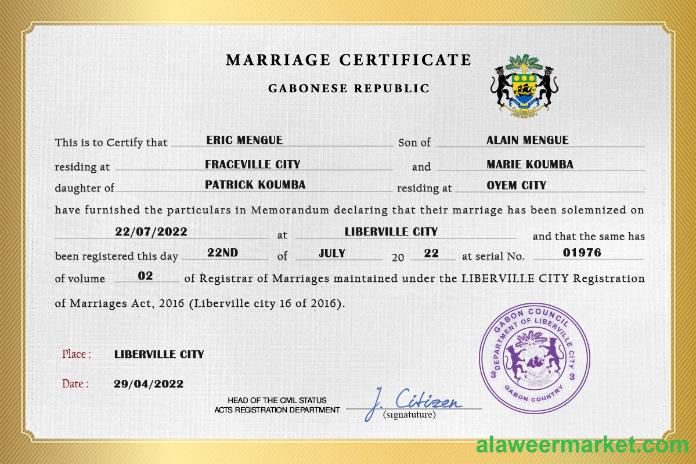 MARRIAGE CERTIFICATE
GABONESE REPUBLIC
This is to Certify that ERIC MENGUE Son of ALAIN MENGUE
residing at FRACEVILLE CITY and MARIE KOUMBA
daughter of PATRICK KOUMBA residing at OYEM CITY
have furnished the particulars in Memorandum declaring that their marriage has been solemnized on
22/07/2022 at LIBERVILLE CITY and that the same has
been registered this day 22ND of JULY 20 22 at serial No. 01976
of volume 02 of Registrar of Marriages maintained under the LIBERVILLE CITY Registration
of Marriages Act, 2016 (Liberville city 16 of 2016).
Place : LIBERVILLE CITY
Date : 29/04/2022
HEAD OF THE CIVIL STATUS
ACTS REGISTRATION DEPARTMENT
J. Citizen
(signatuture)
GABON COUNCIL
DEPARTMENT OF LIBERVILLE CITY
3 3
GABON COUNTRY
alaweermarket.com